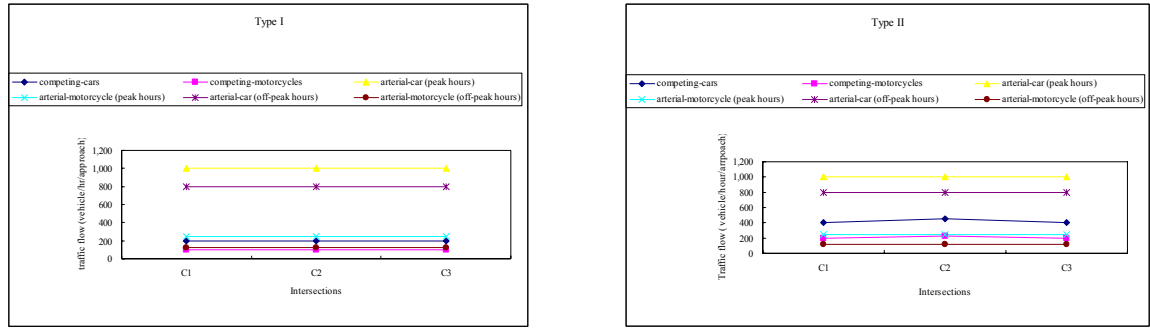 Type I
competing-cars competing-motorcycles arterial-car (peak hours)
arterial-motorcycle (peak hours) arterial-car (off-peak hours) arterial-motorcycle (off-peak hours)
traffic flow (vehicle/hr/approach)
1,200
1,000
800
600
400
200
0
C1 C2 C3
Intersections
Type II
competing-cars competing-motorcycles arterial-car (peak hours)
arterial-motorcycle (peak hours) arterial-car (off-peak hours) arterial-motorcycle (off-peak hours)
Traffic flow ( vehicle/hour/arrpoach)
1,200
1,000
800
600
400
200
0
C1 C2 C3
Intersections